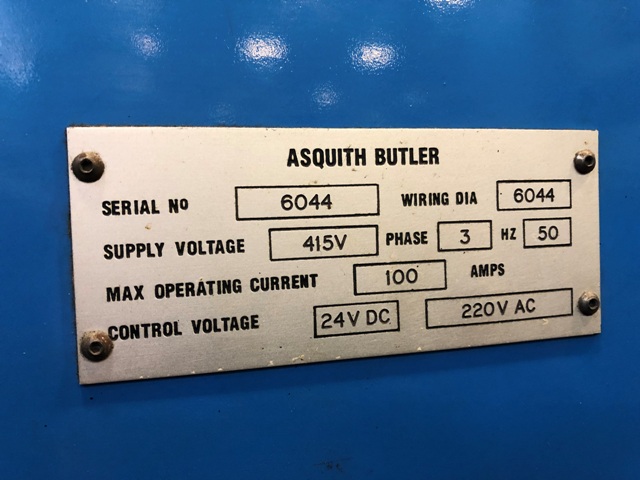 ASQUITH BUTLER
SERIAL NO 6044 WIRING DIA 6044
SUPPLY VOLTAGE 415V PHASE 3 HZ 50
MAX OPERATING CURRENT 100 AMPS
CONTROL VOLTAGE 24V DC 220V AC